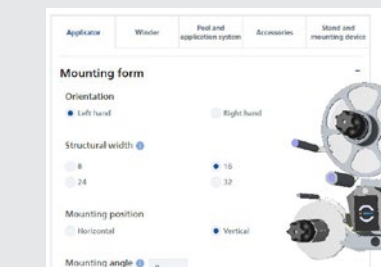 Applicator
Winder
Peel and
application system
Accessories
Stand and
mounting device
Mounting form
Orientation
Left hand
Right hand
Structural width
8
16
24
32
Mounting position
Horizontal
Vertical
Mounting angle